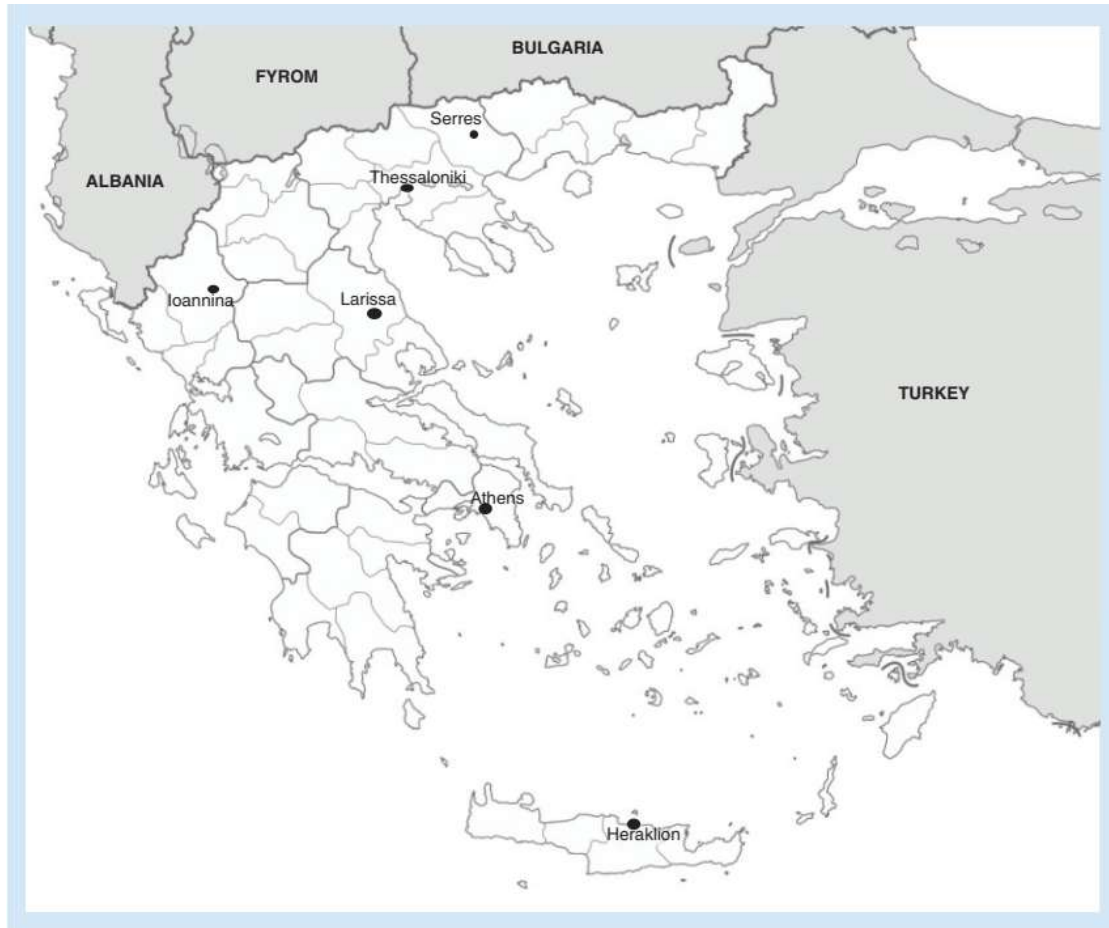 BULGARIA
FYROM
Serres
Thessaloniki
ALBANIA
Ioannina
Larissa
TURKEY
Athens
Heraklion